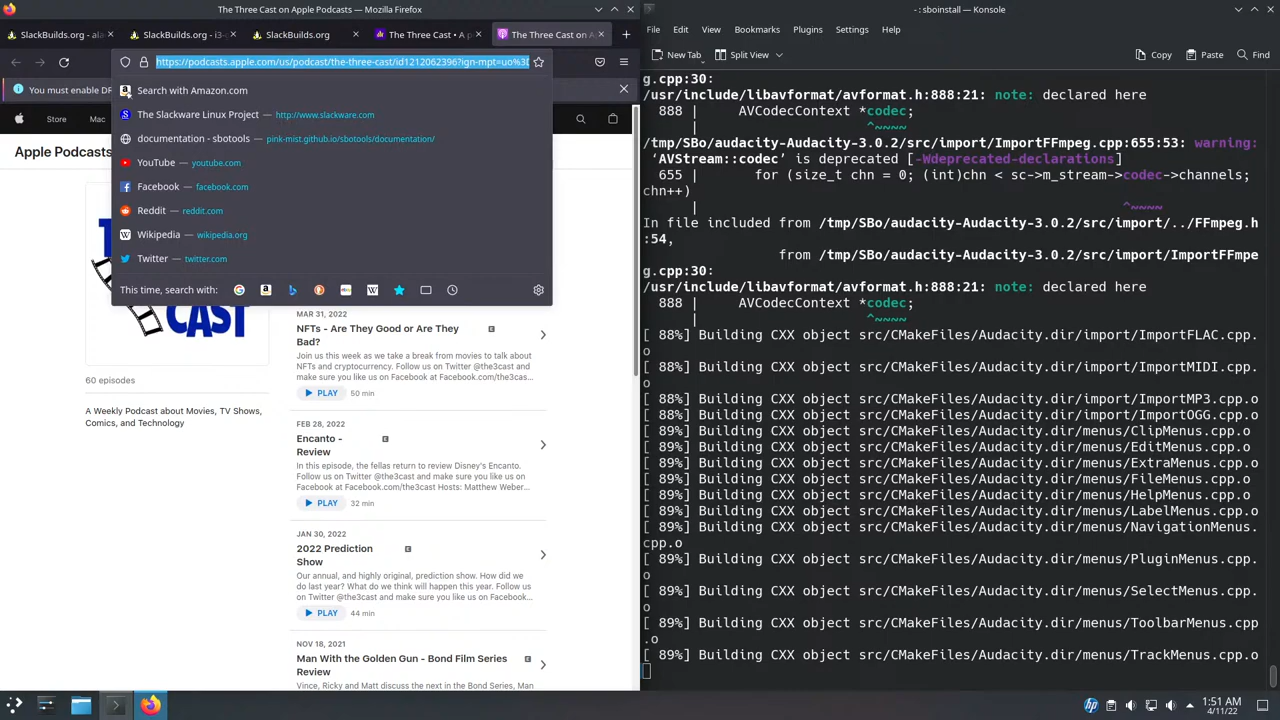 The Three Cast on Apple Podcasts — Mozilla Firefox
SlackBuilds.org - al
SlackBuilds.org - i3-
SlackBuilds.org
The Three Cast • A p
The Three Cast on A
https://podcasts.apple.com/us/podcast/the-three-cast/id1212062396?ign-mpt=uo%3D
You must enable DR
Search with Amazon.com
The Slackware Linux Project — http://www.slackware.com
documentation - sbotools — pink-mist.github.io/sbotools/documentation/
YouTube — youtube.com
Facebook — facebook.com
Reddit — reddit.com
Wikipedia — wikipedia.org
Twitter — twitter.com
This time, search with:
Store Mac
Apple Podcasts
CAST
60 episodes
A Weekly Podcast about Movies, TV Shows,
Comics, and Technology
MAR 31, 2022
NFTs - Are They Good or Are They
Bad?
E
Join us this week as we take a break from movies to talk about
NFTs and cryptocurrency. Follow us on Twitter @the3cast and
make sure you like us on Facebook at Facebook.com/the3cas...
PLAY 50 min
FEB 28, 2022
Encanto -
Review
E
In this episode, the fellas return to review Disney's Encanto.
Follow us on Twitter @the3cast and make sure you like us on
Facebook at Facebook.com/the3cast Hosts: Matthew Weber...
PLAY 32 min
JAN 30, 2022
2022 Prediction
Show
E
Our annual, and highly original, prediction show. How did we
do last year? What do we think will happen this year. Follow us
on Twitter @the3cast and make sure you like us on Facebook...
PLAY 44 min
NOV 18, 2021
Man With the Golden Gun - Bond Film Series
Review
E
Vince, Ricky and Matt discuss the next in the Bond Series, Man
- : sboinstall — Konsole
File Edit View Bookmarks Plugins Settings Help
New Tab Split View Copy Paste Find
g.cpp:30:
/usr/include/libavformat/avformat.h:888:21: note: declared here
888 | AVCodecContext *codec;
| ^~~~~
/tmp/SBo/audacity-Audacity-3.0.2/src/import/ImportFFmpeg.cpp:655:53: warning:
‘AVStream::codec’ is deprecated [-Wdeprecated-declarations]
655 | for (size_t chn = 0; (int)chn < sc->m_stream->codec->channels;
chn++)
| ^~~~~
In file included from /tmp/SBo/audacity-Audacity-3.0.2/src/import/../FFmpeg.h
:54,
from /tmp/SBo/audacity-Audacity-3.0.2/src/import/ImportFFmpe
g.cpp:30:
/usr/include/libavformat/avformat.h:888:21: note: declared here
888 | AVCodecContext *codec;
| ^~~~~
[ 88%] Building CXX object src/CMakeFiles/Audacity.dir/import/ImportFLAC.cpp.
o
[ 88%] Building CXX object src/CMakeFiles/Audacity.dir/import/ImportMIDI.cpp.
o
[ 88%] Building CXX object src/CMakeFiles/Audacity.dir/import/ImportMP3.cpp.o
[ 89%] Building CXX object src/CMakeFiles/Audacity.dir/import/ImportOGG.cpp.o
[ 89%] Building CXX object src/CMakeFiles/Audacity.dir/menus/ClipMenus.cpp.o
[ 89%] Building CXX object src/CMakeFiles/Audacity.dir/menus/EditMenus.cpp.o
[ 89%] Building CXX object src/CMakeFiles/Audacity.dir/menus/ExtraMenus.cpp.o
[ 89%] Building CXX object src/CMakeFiles/Audacity.dir/menus/FileMenus.cpp.o
[ 89%] Building CXX object src/CMakeFiles/Audacity.dir/menus/HelpMenus.cpp.o
[ 89%] Building CXX object src/CMakeFiles/Audacity.dir/menus/LabelMenus.cpp.o
[ 89%] Building CXX object src/CMakeFiles/Audacity.dir/menus/NavigationMenus.
cpp.o
[ 89%] Building CXX object src/CMakeFiles/Audacity.dir/menus/PluginMenus.cpp.
o
[ 89%] Building CXX object src/CMakeFiles/Audacity.dir/menus/SelectMenus.cpp.
o
[ 89%] Building CXX object src/CMakeFiles/Audacity.dir/menus/ToolbarMenus.cpp
.o
[ 89%] Building CXX object src/CMakeFiles/Audacity.dir/menus/TrackMenus.cpp.o
1:51 AM
4/11/22